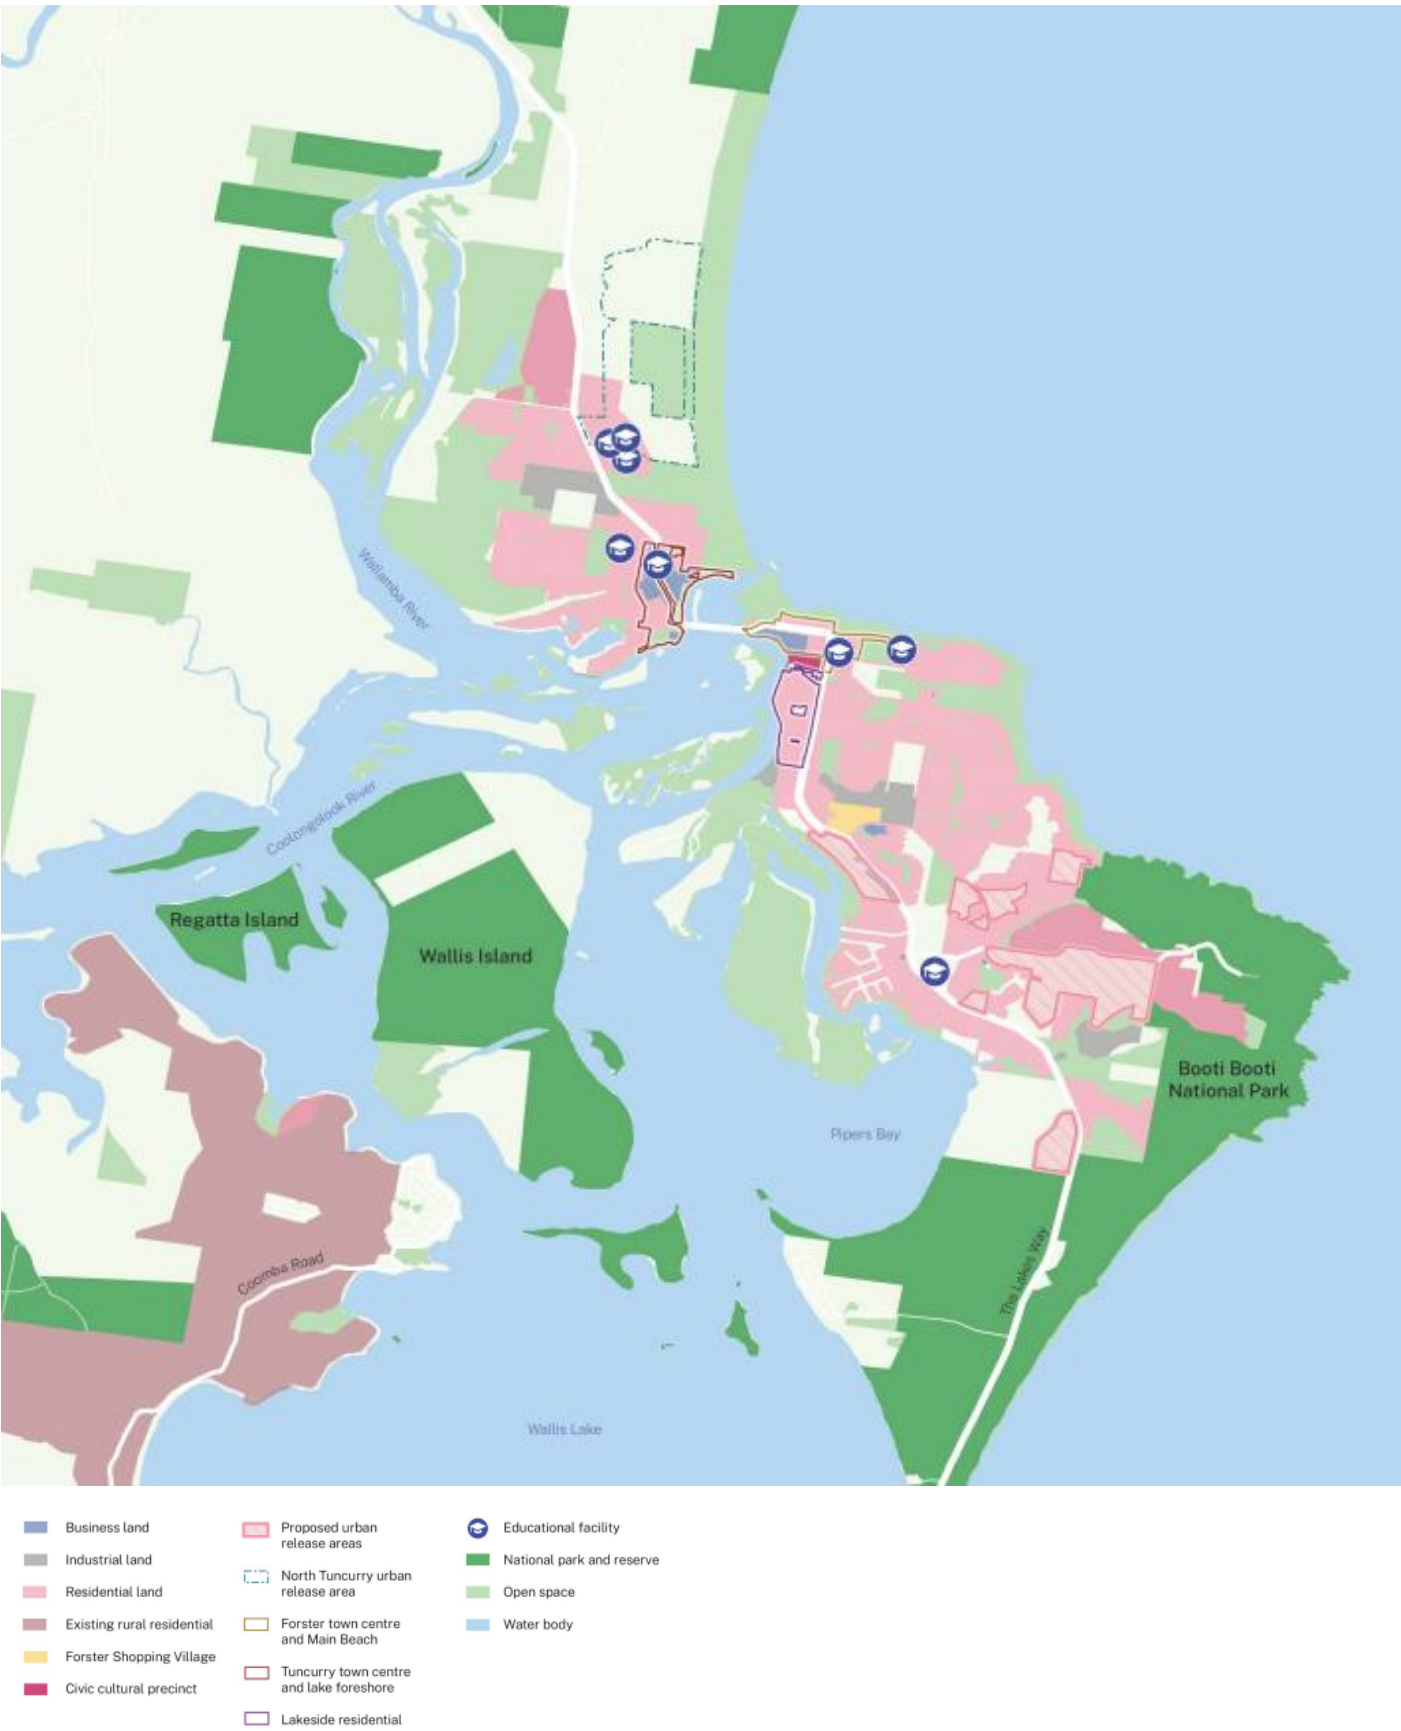 Wallamba River
Coolongolook River
Regatta Island
Wallis Island
Booti Booti
National Park
Pipers Bay
The Lakes Way
Coomba Road
Wallis Lake
Business land
Industrial land
Residential land
Existing rural residential
Forster Shopping Village
Civic cultural precinct
Proposed urban
release areas
North Tuncurry urban
release area
Forster town centre
and Main Beach
Tuncurry town centre
and lake foreshore
Lakeside residential
Educational facility
National park and reserve
Open space
Water body